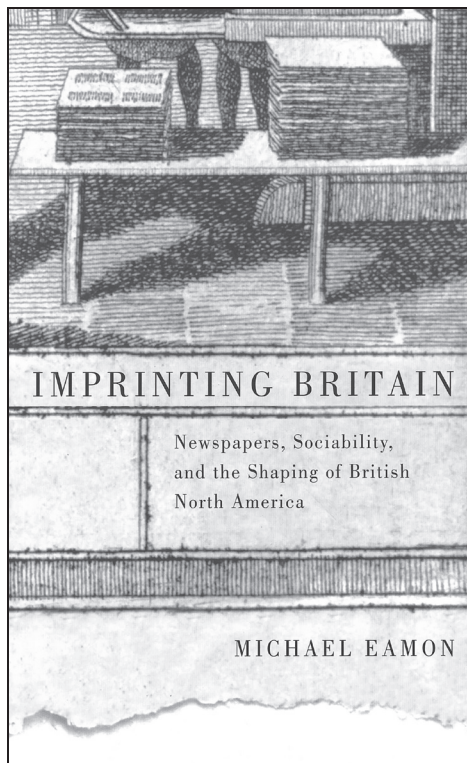 IMPRINTING BRITAIN
Newspapers, Sociability,
and the Shaping of British
North America
MICHAEL EAMON